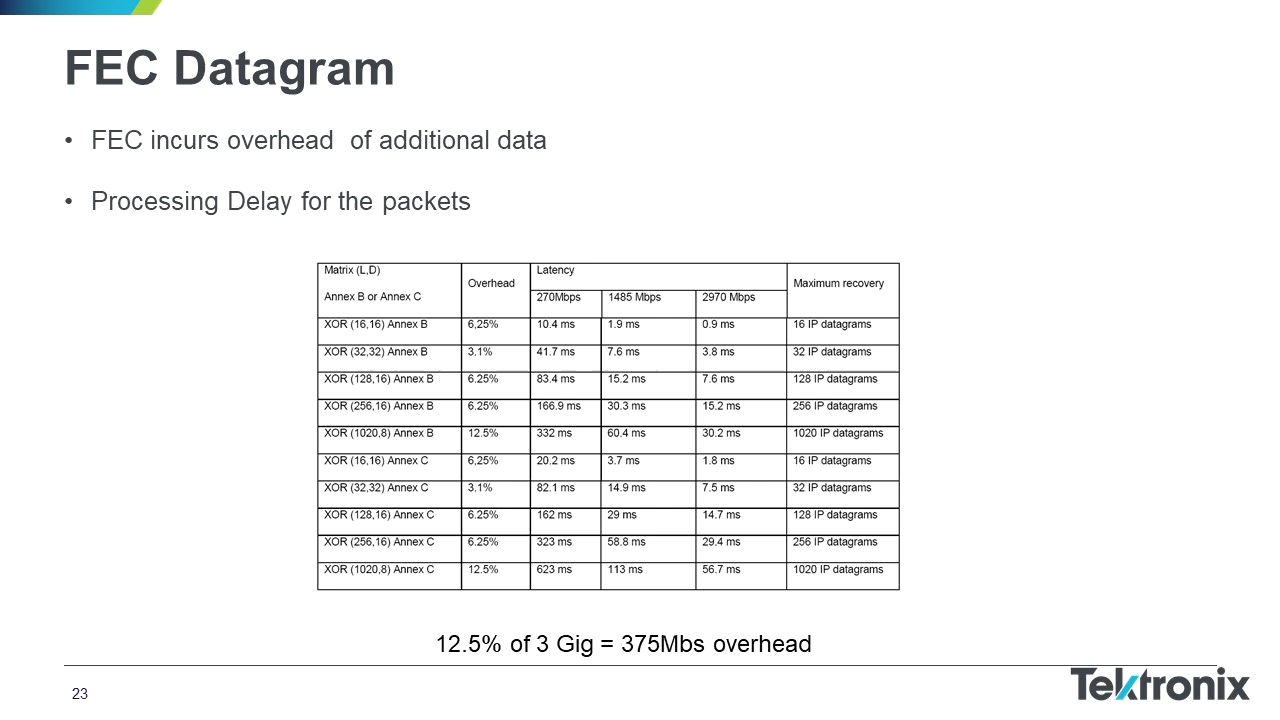 FEC Datagram
• FEC incurs overhead  of additional data
• Processing Delay for the packets
Matrix (L,D)
Annex B or Annex C
Overhead
Latency
Maximum recovery
270Mbps 1485 Mbps 2970 Mbps
XOR (16,16) Annex B 6,25% 10.4 ms 1.9 ms 0.9 ms 16 IP datagrams
XOR (32,32) Annex B 3.1% 41.7 ms 7.6 ms 3.8 ms 32 IP datagrams
XOR (128,16) Annex B 6.25% 83.4 ms 15.2 ms 7.6 ms 128 IP datagrams
XOR (256,16) Annex B 6.25% 166.9 ms 30.3 ms 15.2 ms 256 IP datagrams
XOR (1020,8) Annex B 12.5% 332 ms 60.4 ms 30.2 ms 1020 IP datagrams
XOR (16,16) Annex C 6,25% 20.2 ms 3.7 ms 1.8 ms 16 IP datagrams
XOR (32,32) Annex C 3.1% 82.1 ms 14.9 ms 7.5 ms 32 IP datagrams
XOR (128,16) Annex C 6.25% 162 ms 29 ms 14.7 ms 128 IP datagrams
XOR (256,16) Annex C 6.25% 323 ms 58.8 ms 29.4 ms 256 IP datagrams
XOR (1020,8) Annex C 12.5% 623 ms 113 ms 56.7 ms 1020 IP datagrams
12.5% of 3 Gig = 375Mbs overhead
23
Tektronix